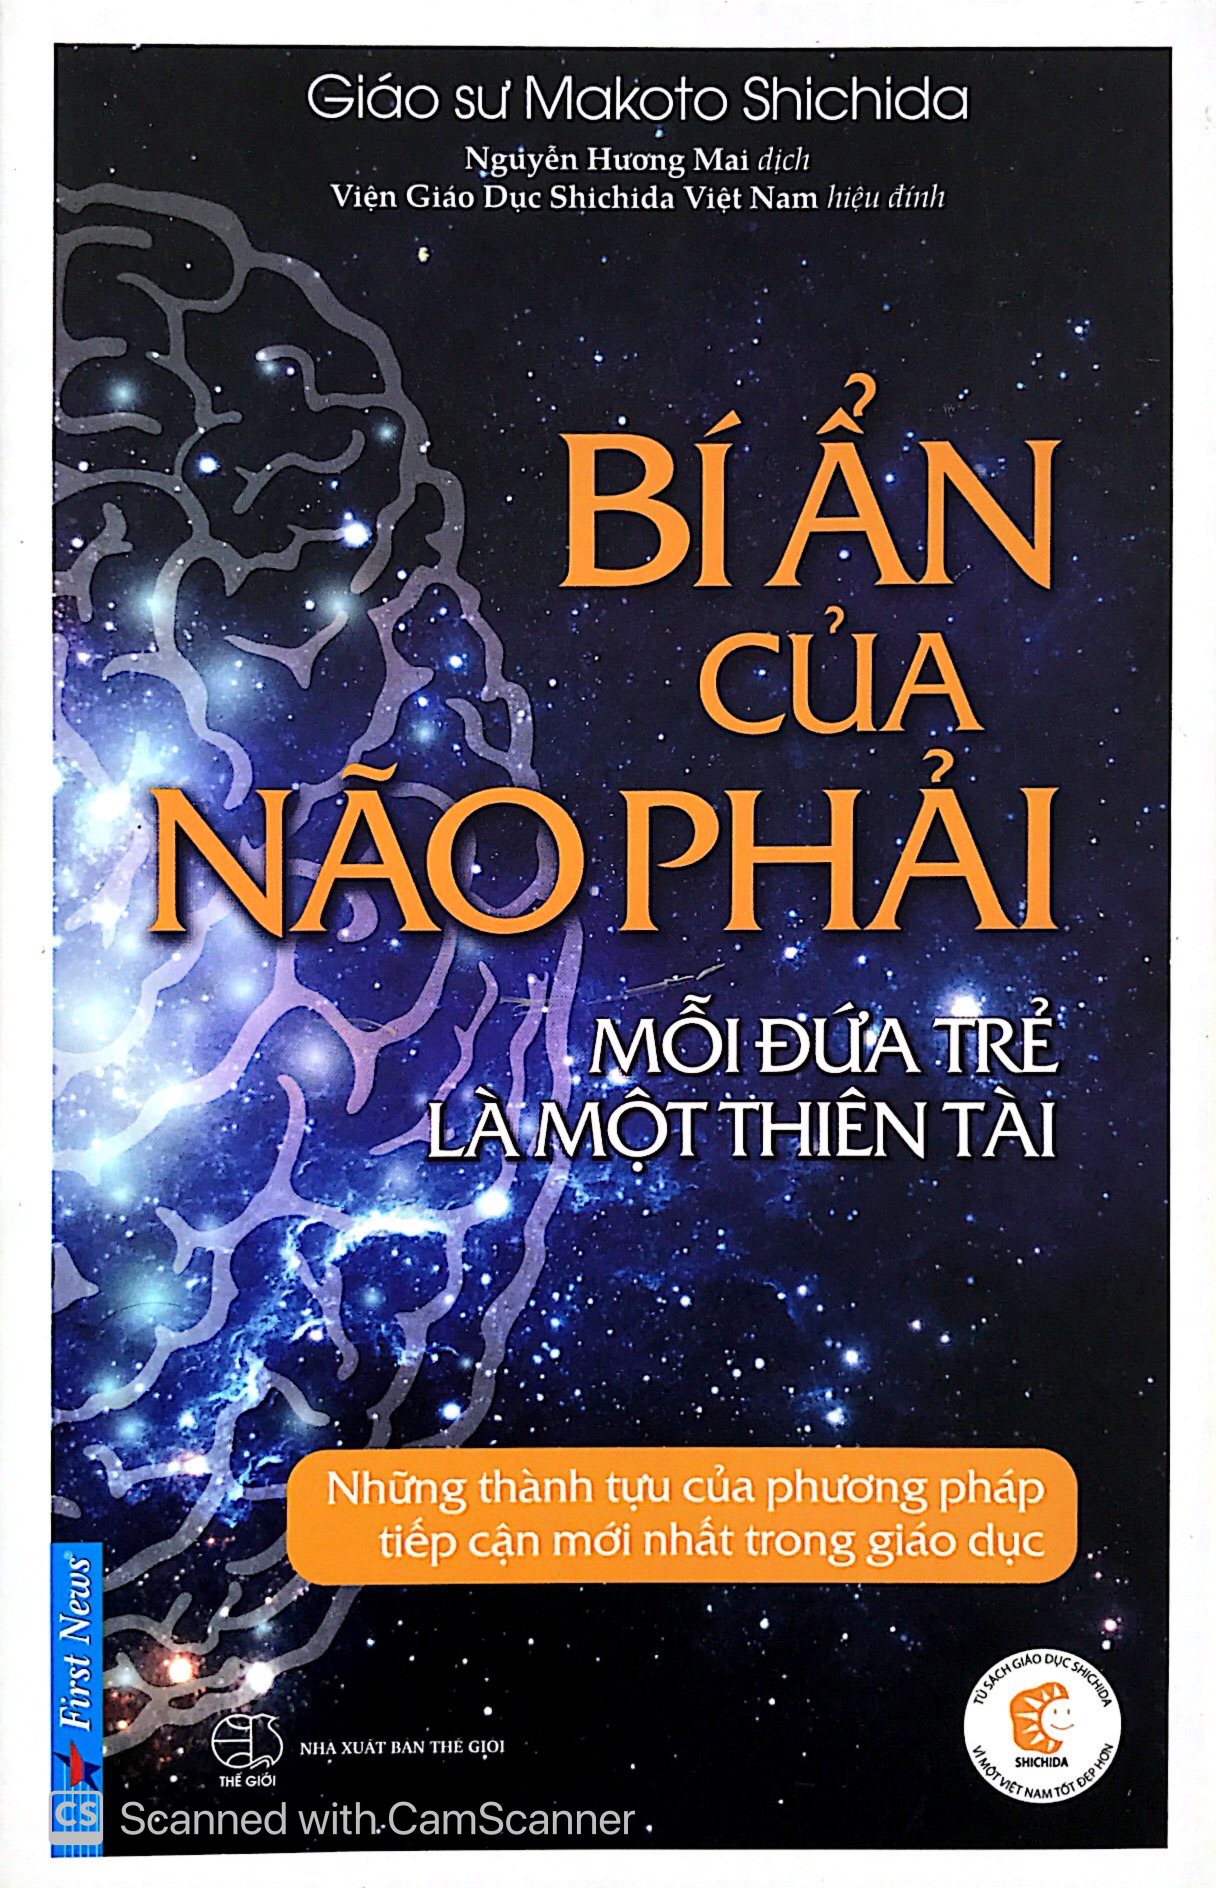 Giáo sư Makoto Shichida
Nguyễn Hương Mai dịch
Viện Giáo Dục Shichida Việt Nam hiệu đính
BÍ ẨN
CỦA
NÃO PHẢI
MỖI ĐỨA TRẺ
LÀ MỘT THIÊN TÀI
Những thành tựu của phương pháp
tiếp cận mới nhất trong giáo dục
First News
THẾ GIỚI
NHÀ XUẤT BẢN THẾ GIỚI
TỦ SÁCH GIÁO DỤC SHICHIDA
SHICHIDA
VÌ MỘT VIỆT NAM TỐT ĐẸP HƠN
CS Scanned with CamScanner